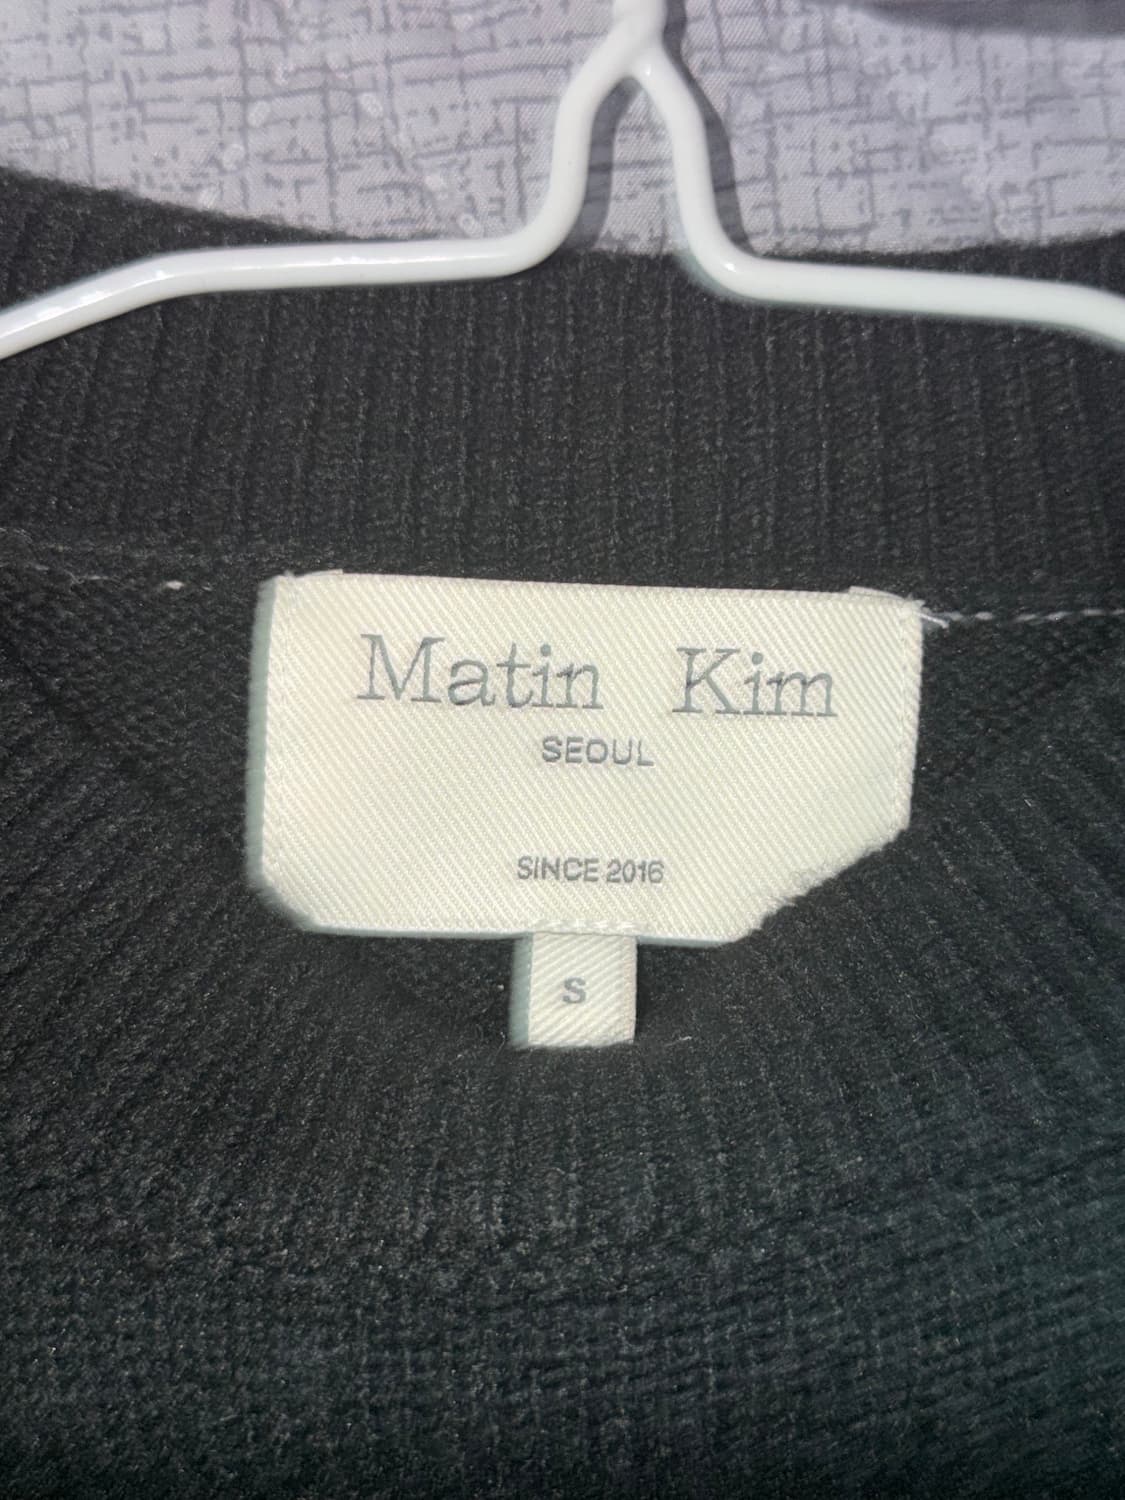 Matin Kim
SEOUL
SINCE 2016
S